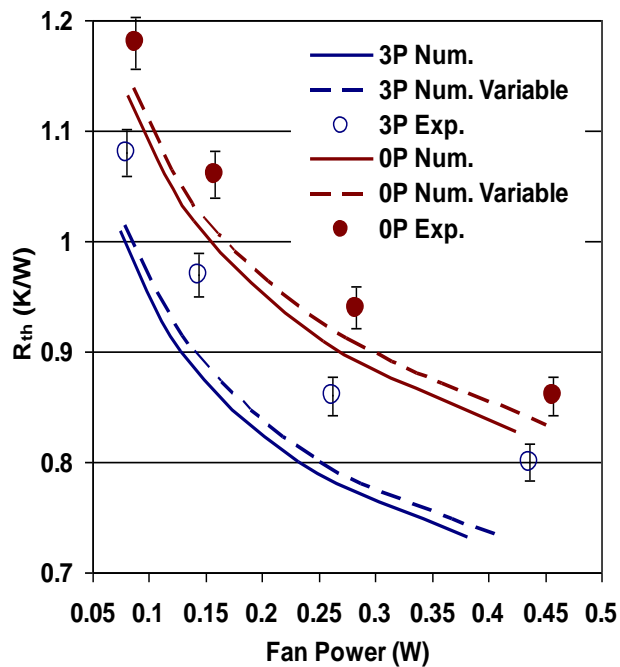 1.2
1.1
1
0.9
0.8
0.7
Rth (K/W)
3P Num.
3P Num. Variable
3P Exp.
0P Num.
0P Num. Variable
0P Exp.
0.05 0.1 0.15 0.2 0.25 0.3 0.35 0.4 0.45 0.5
Fan Power (W)